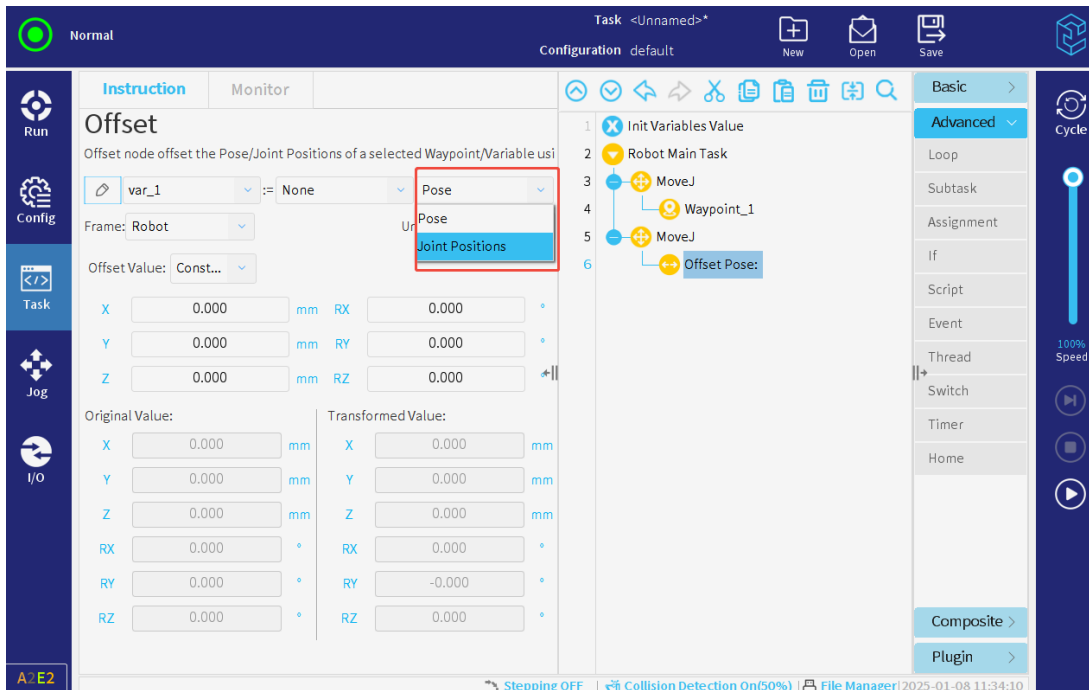 Normal
Task <Unnamed>*
Configuration default
New
Open
Save
Run
Config
Task
Jog
I/O
A2E2
Instruction
Monitor
Offset
Offset node offset the Pose/Joint Positions of a selected Waypoint/Variable usi
var_1 := None Pose
Pose
Joint Positions
Frame: Robot
Offset Value: Const...
X 0.000 mm RX 0.000 °
Y 0.000 mm RY 0.000 °
Z 0.000 mm RZ 0.000 °
Original Value: Transformed Value:
X 0.000 mm X 0.000 mm
Y 0.000 mm Y 0.000 mm
Z 0.000 mm Z 0.000 mm
RX 0.000 ° RX 0.000 °
RY 0.000 ° RY -0.000 °
RZ 0.000 ° RZ 0.000 °
1 Init Variables Value
2 Robot Main Task
3 MoveJ
4 Waypoint_1
5 MoveJ
6 Offset Pose:
Basic
Advanced
Loop
Subtask
Assignment
If
Script
Event
Thread
Switch
Timer
Home
Composite
Plugin
Cycle
100%
Speed
Stepping OFF | Collision Detection On(50%) | File Manager|2025-01-08 11:34:10